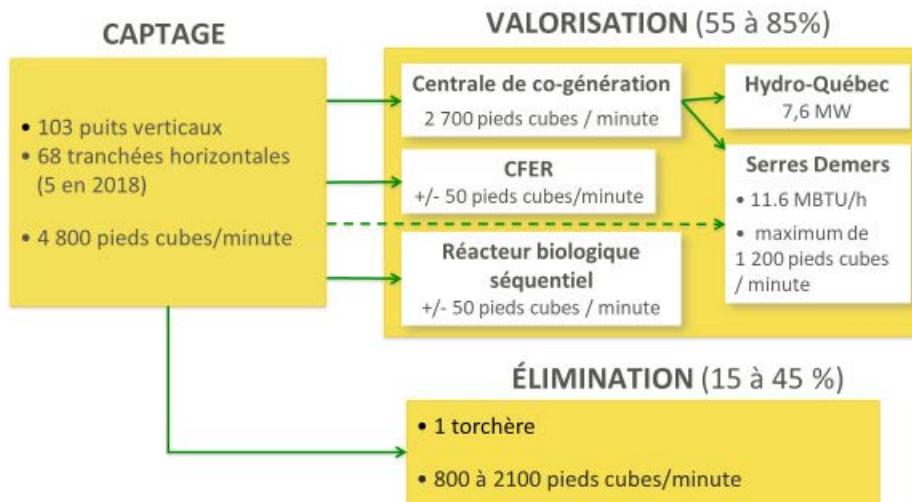 CAPTAGE
• 103 puits verticaux
• 68 tranchées horizontales
(5 en 2018)
• 4 800 pieds cubes/minute
VALORISATION (55 à 85%)
Centrale de co-génération
2 700 pieds cubes / minute
CFER
+/- 50 pieds cubes/minute
Réacteur biologique
séquentiel
+/- 50 pieds cubes / minute
Hydro-Québec
7,6 MW
Serres Demers
• 11.6 MBTU/h
• maximum de
1 200 pieds cubes
/ minute
ÉLIMINATION (15 à 45 %)
• 1 torchère
• 800 à 2100 pieds cubes/minute